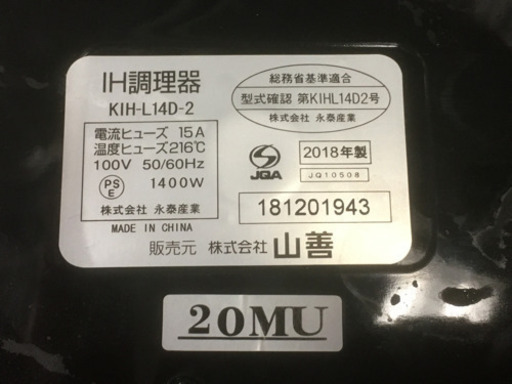 IH調理器
KIH-L14D-2
電流ヒューズ 15A
温度ヒューズ216℃
100V 50/60Hz
PSE 1400W
株式会社 永泰産業
MADE IN CHINA
総務省基準適合
型式確認 第KIHL14D2号
株式会社 永泰産業
JQA
2018年製
JQ10508
181201943
販売元 株式会社 山善
20MU